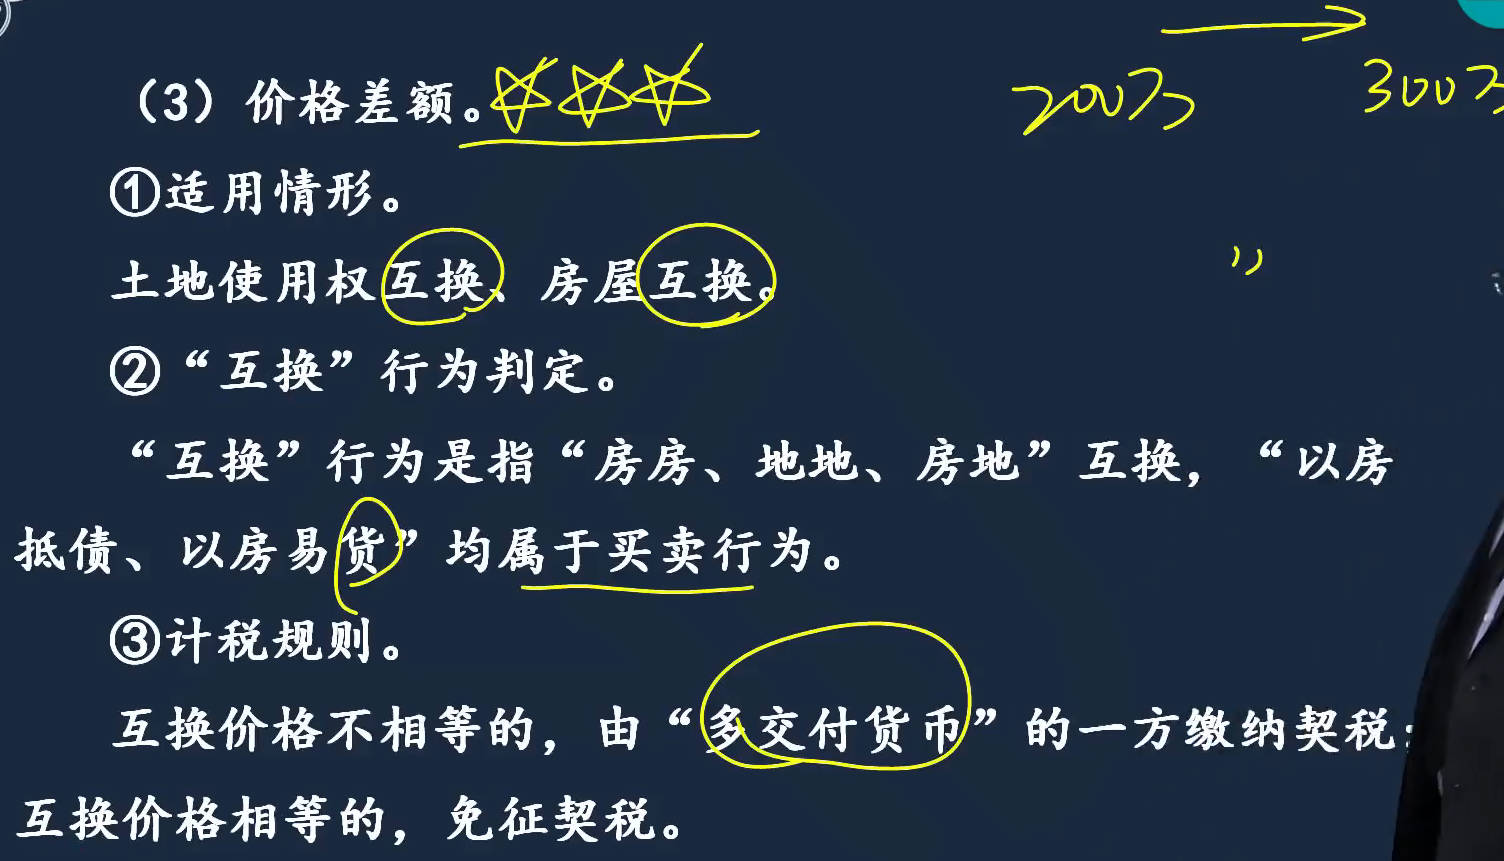 （3）价格差额。
200万 300万
①适用情形。
土地使用权互换、房屋互换。
②“互换”行为判定。
“互换”行为是指“房房、地地、房地”互换，“以房
抵债、以房易货”均属于买卖行为。
③计税规则。
互换价格不相等的，由“多交付货币”的一方缴纳契税；
互换价格相等的，免征契税。